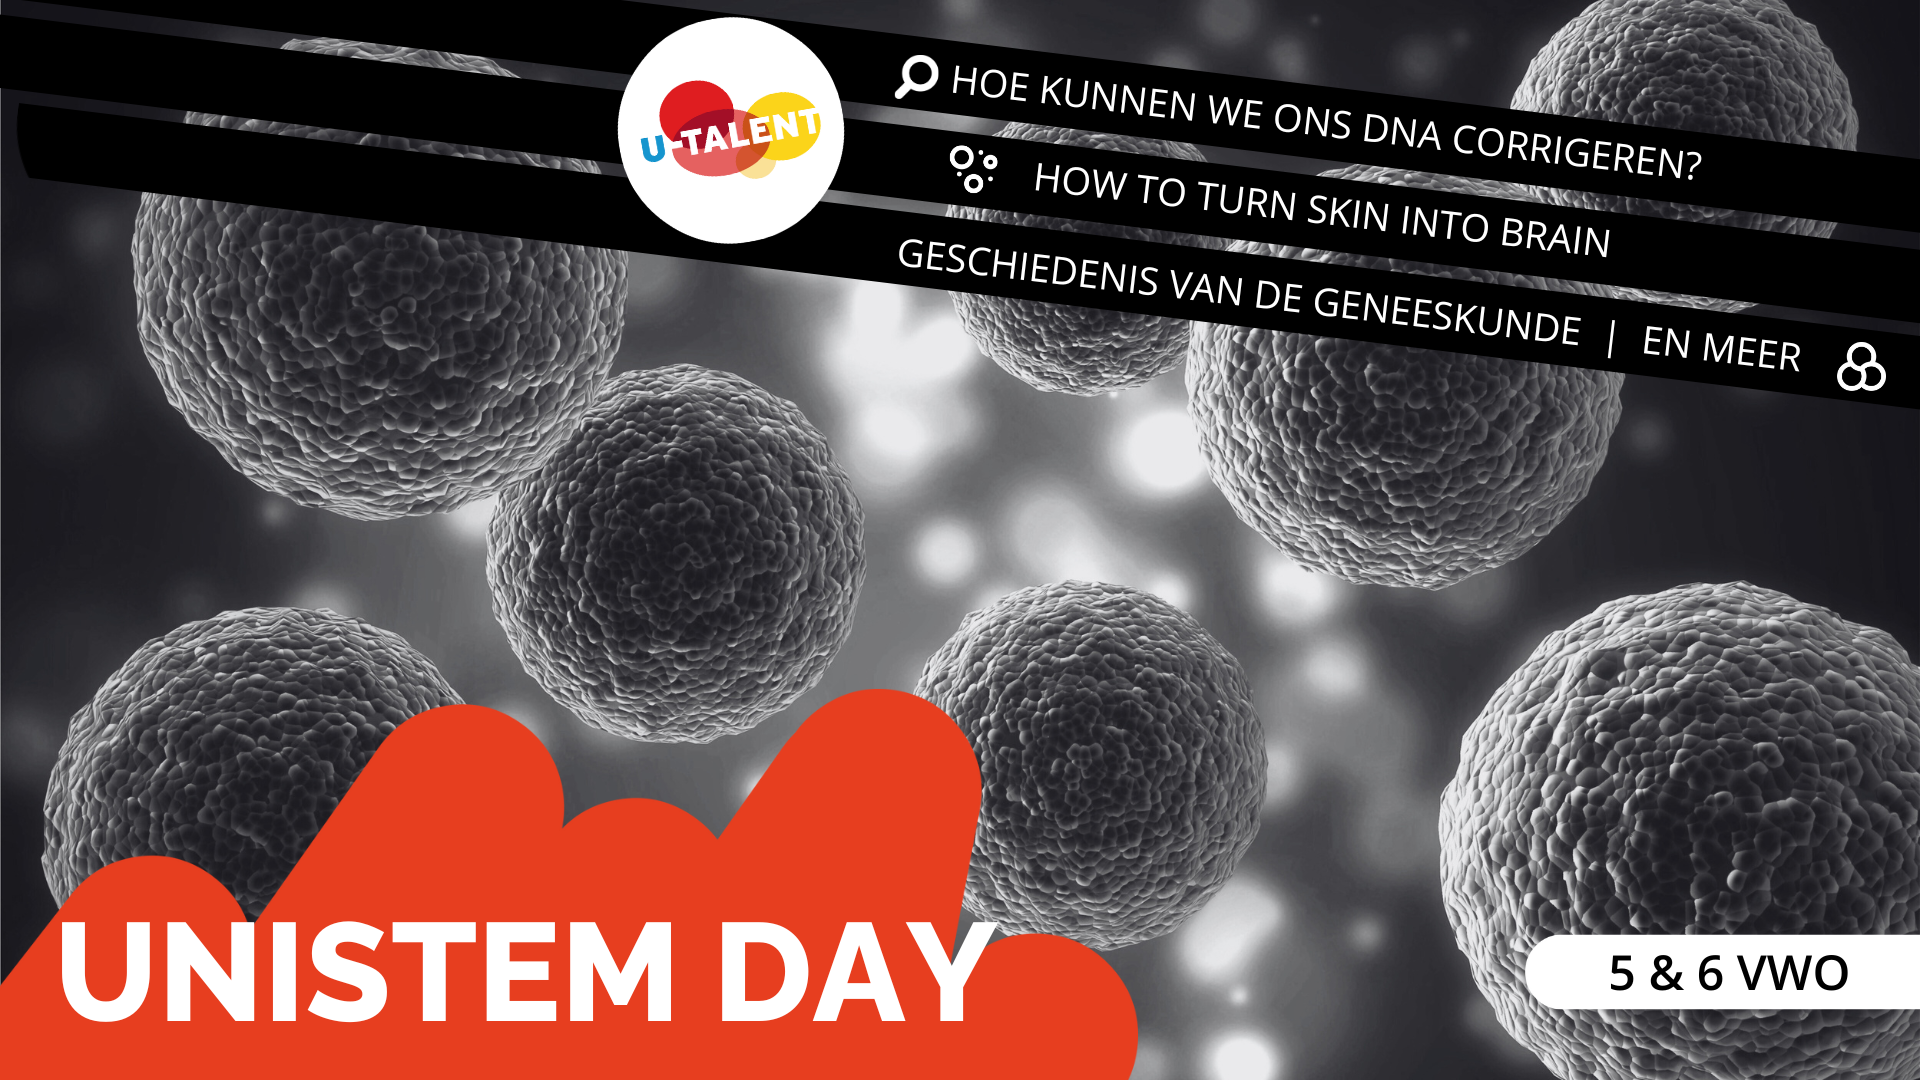 U-TALENT
HOE KUNNEN WE ONS DNA CORRIGEREN?
HOW TO TURN SKIN INTO BRAIN
GESCHIEDENIS VAN DE GENEESKUNDE | EN MEER
UNISTEM DAY
5 & 6 VWO